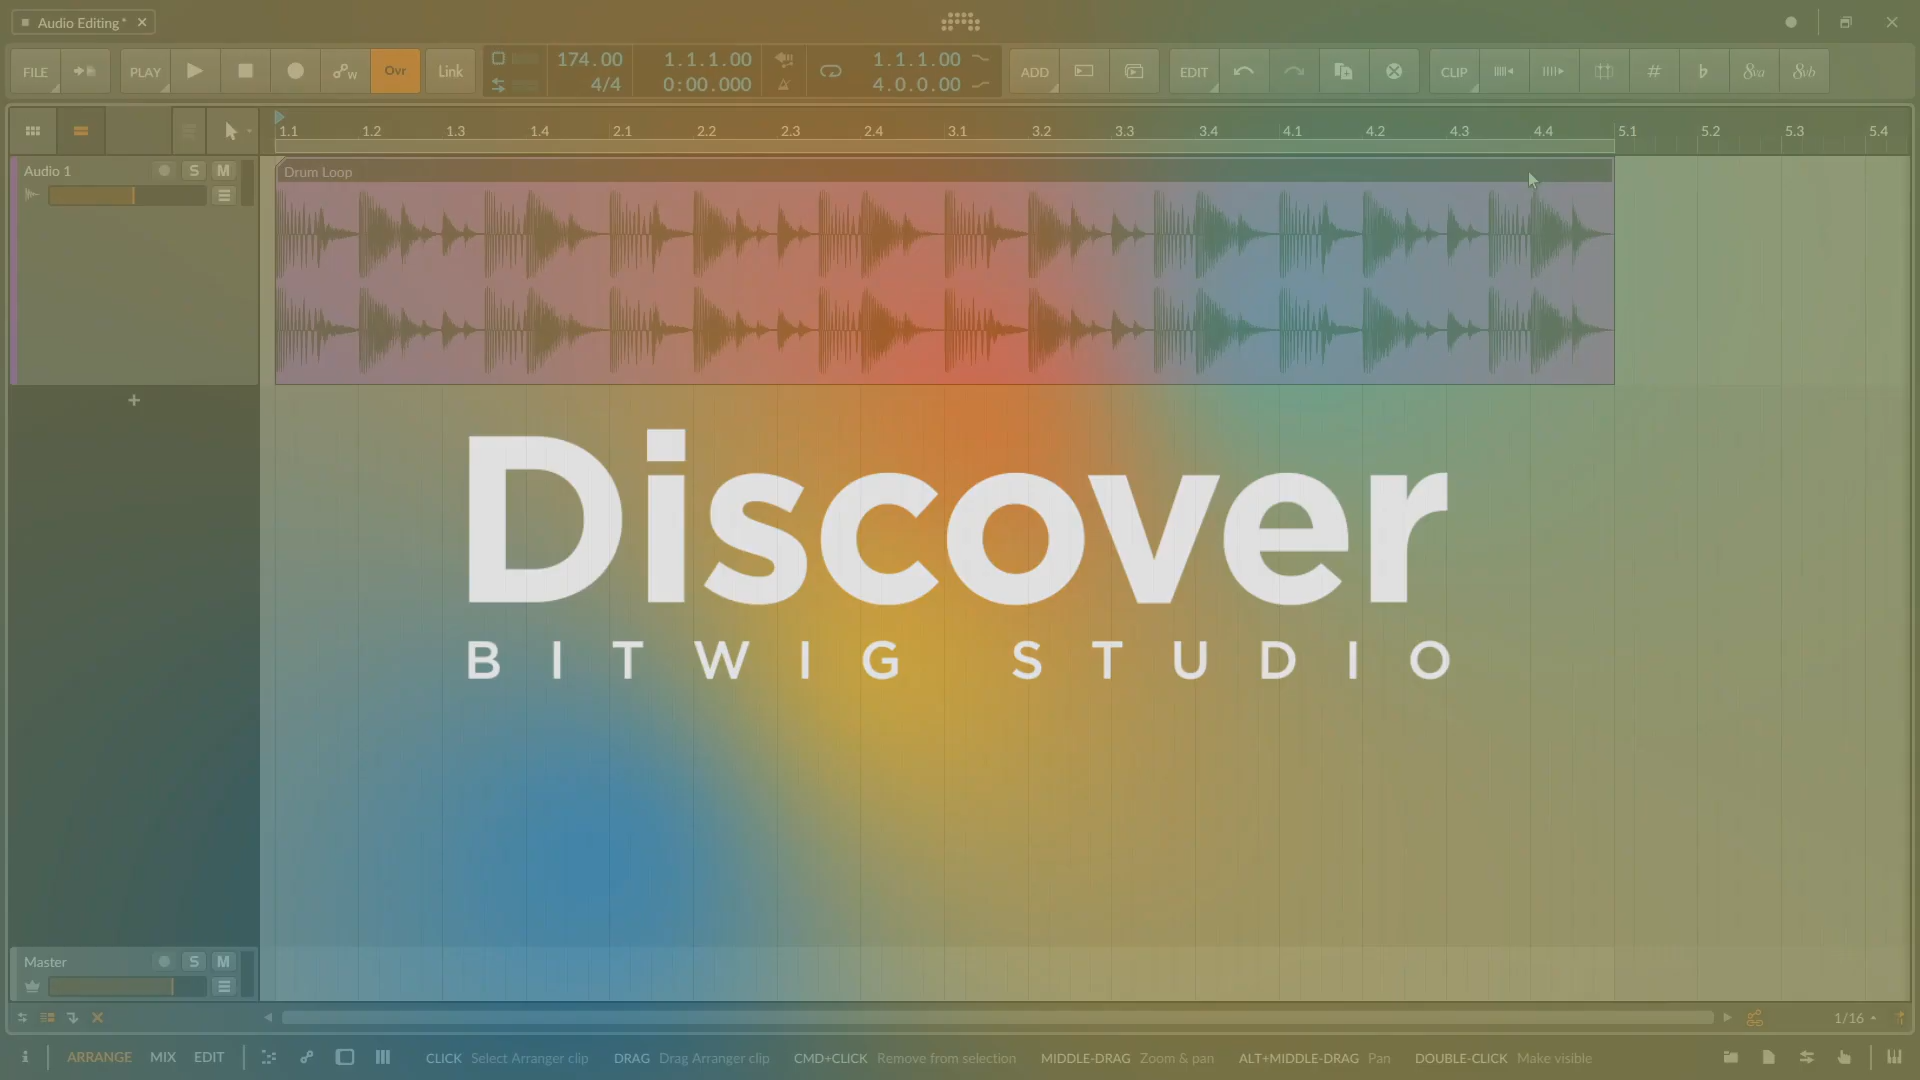 Audio Editing*
FILE
PLAY
Ovr
Link
174.00
4/4
1.1.1.00
0:00.000
1.1.1.00
4.0.0.00
ADD
EDIT
CLIP
#
8va
8vb
1.1 1.2 1.3 1.4 2.1 2.2 2.3 2.4 3.1 3.2 3.3 3.4 4.1 4.2 4.3 4.4 5.1 5.2 5.3 5.4
Audio 1 S M
Drum Loop
Discover
BITWIG STUDIO
Master S M
1/16
ARRANGE MIX EDIT
CLICK Select Arranger clip DRAG Drag Arranger clip CMD+CLICK Remove from selection MIDDLE-DRAG Zoom & pan ALT+MIDDLE-DRAG Pan DOUBLE-CLICK Make visible